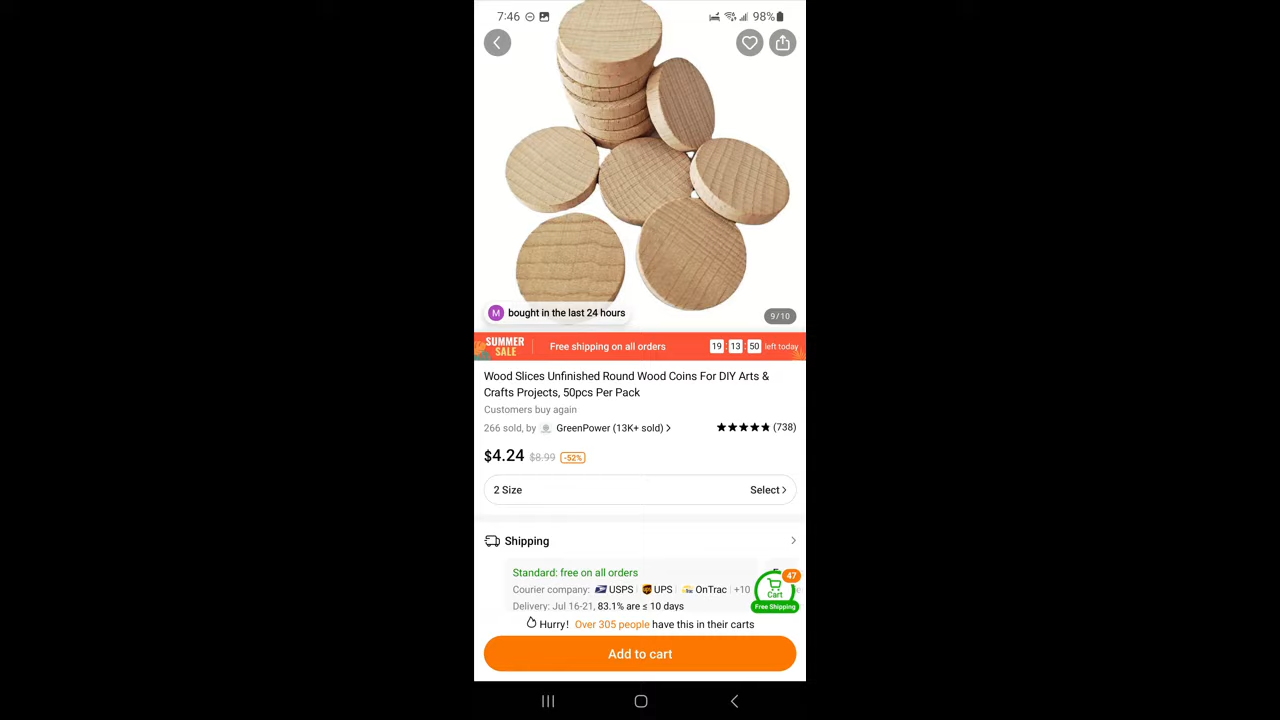 7:46 98%
M bought in the last 24 hours
9/10
SUMMER SALE Free shipping on all orders 19:13:50 left today
Wood Slices Unfinished Round Wood Coins For DIY Arts &
Crafts Projects, 50pcs Per Pack
Customers buy again
266 sold, by GreenPower (13K+ sold) > (738)
$4.24 $8.99 -52%
2 Size Select >
Shipping
Standard: free on all orders
Courier company: USPS UPS OnTrac +10
47
Cart
Free Shipping
Delivery: Jul 16-21, 83.1% are ≤ 10 days
Hurry! Over 305 people have this in their carts
Add to cart